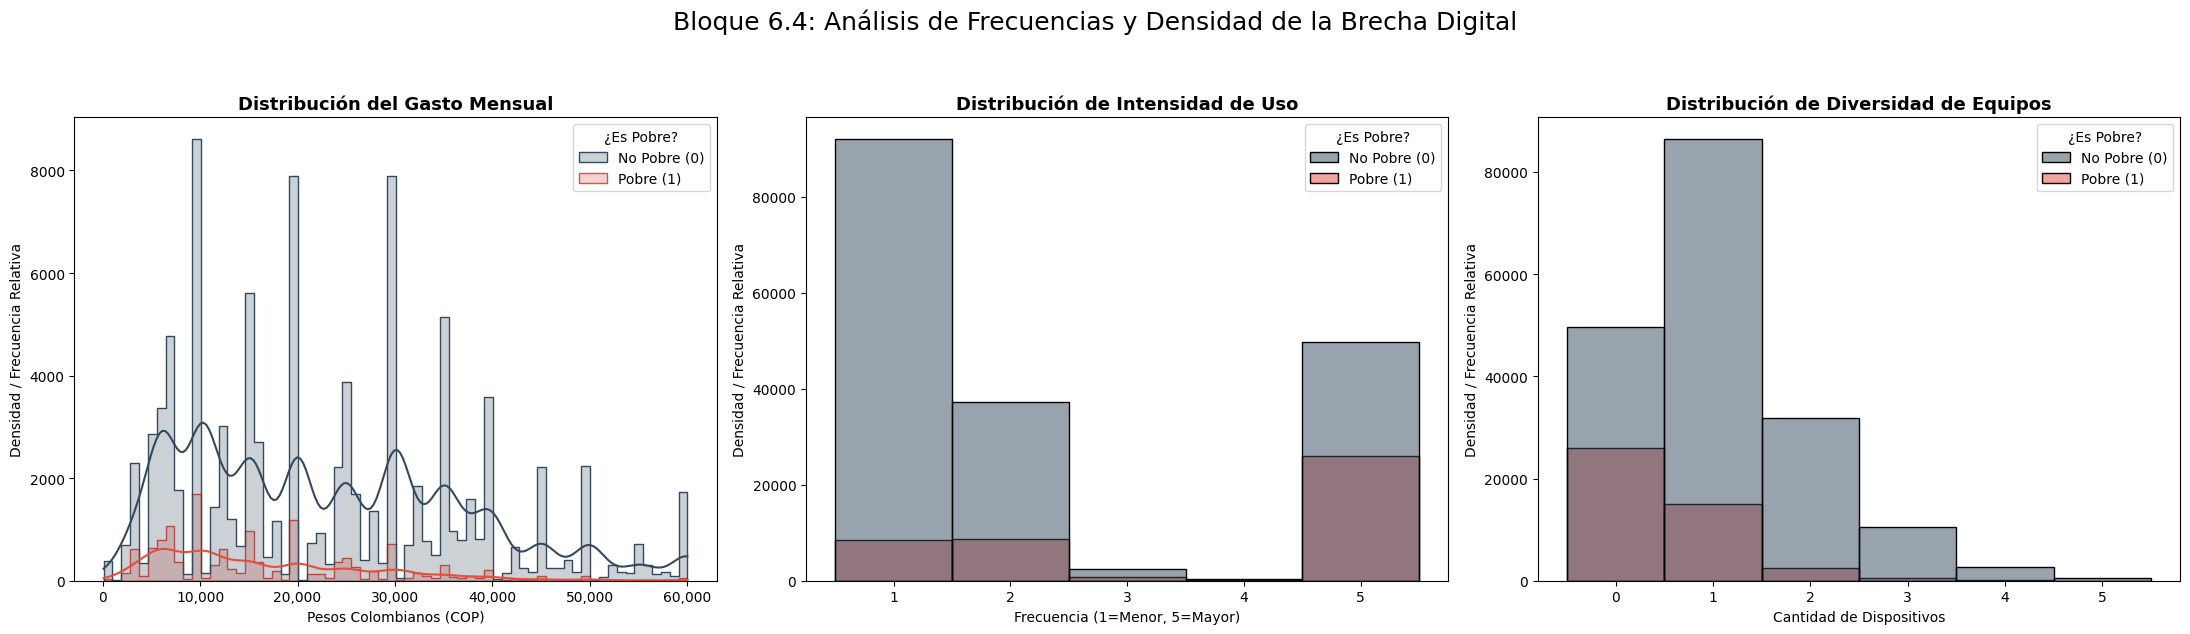 Bloque 6.4: Análisis de Frecuencias y Densidad de la Brecha Digital
Distribución del Gasto Mensual
Densidad / Frecuencia Relativa
8000
6000
4000
2000
0
¿Es Pobre?
No Pobre (0)
Pobre (1)
0
10,000
20,000
30,000
40,000
50,000
60,000
Pesos Colombianos (COP)
Distribución de Intensidad de Uso
Densidad / Frecuencia Relativa
80000
60000
40000
20000
0
¿Es Pobre?
No Pobre (0)
Pobre (1)
1
2
3
4
5
Frecuencia (1=Menor, 5=Mayor)
Distribución de Diversidad de Equipos
Densidad / Frecuencia Relativa
80000
60000
40000
20000
0
¿Es Pobre?
No Pobre (0)
Pobre (1)
0
1
2
3
4
5
Cantidad de Dispositivos